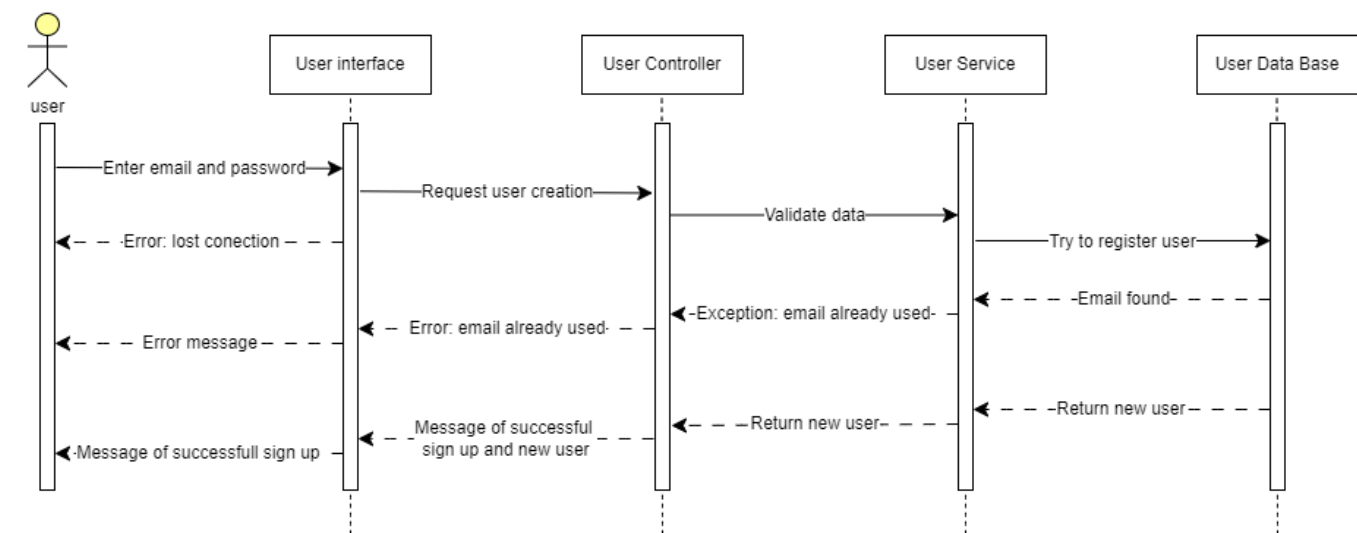 User interface
User Controller
User Service
User Data Base
user
Enter email and password
Request user creation
Validate data
Error: lost conection
Try to register user
Email found
Exception: email already used
Error: email already used
Error message
Return new user
Return new user
Message of successful
sign up and new user
Message of successfull sign up